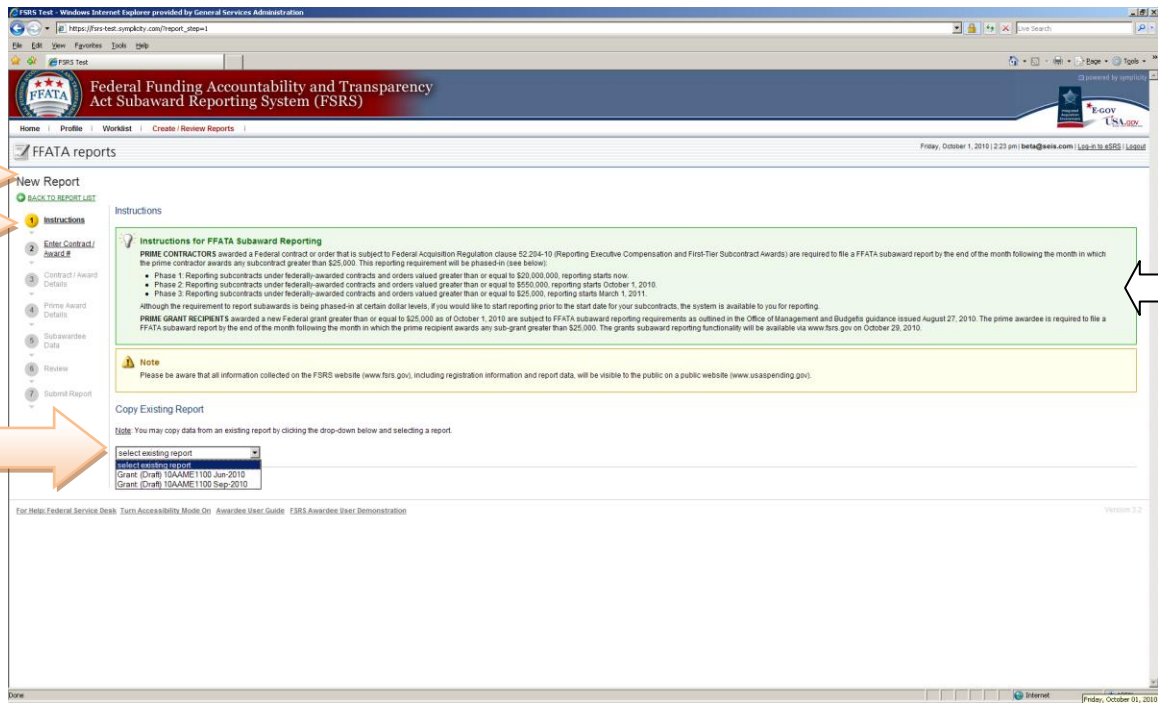 FSRS Test - Windows Internet Explorer provided by General Services Administration
https://fsrs-test.symplicity.com/?report_step=1
Live Search
File Edit View Favorites Tools Help
FSRS Test
Page Tools
FFATA
Federal Funding Accountability and Transparency
Act Subaward Reporting System (FSRS)
powered by symplicity
E-GOV
USA.gov
Home Profile Worklist Create / Review Reports
FFATA reports
Friday, October 1, 2010 | 2:23 pm | beta@seis.com | Log-in to eSRS | Logout
New Report
BACK TO REPORT LIST
1 Instructions
2 Enter Contract / Award #
3 Contract / Award Details
4 Prime Award Details
5 Subawardee Data
6 Review
7 Submit Report
Instructions
Instructions for FFATA Subaward Reporting
PRIME CONTRACTORS awarded a Federal contract or order that is subject to Federal Acquisition Regulation clause 52.204-10 (Reporting Executive Compensation and First-Tier Subcontract Awards) are required to file a FFATA subaward report by the end of the month following the month in which
the prime contractor awards any subcontract greater than $25,000. This reporting requirement will be phased-in (see below):
• Phase 1: Reporting subcontracts under federally-awarded contracts and orders valued greater than or equal to $20,000,000, reporting starts now.
• Phase 2: Reporting subcontracts under federally-awarded contracts and orders valued greater than or equal to $550,000, reporting starts October 1, 2010.
• Phase 3: Reporting subcontracts under federally-awarded contracts and orders valued greater than or equal to $25,000, reporting starts March 1, 2011.
Although the requirement to report subawards is being phased-in at certain dollar levels, if you would like to start reporting prior to the start date for your subcontracts, the system is available to you for reporting.
PRIME GRANT RECIPIENTS awarded a new Federal grant greater than or equal to $25,000 as of October 1, 2010 are subject to FFATA subaward reporting requirements as outlined in the Office of Management and Budgetís guidance issued August 27, 2010. The prime awardee is required to file a
FFATA subaward report by the end of the month following the month in which the prime recipient awards any sub-grant greater than $25,000. The grants subaward reporting functionality will be available via www.fsrs.gov on October 29, 2010.
Note
Please be aware that all information collected on the FSRS website (www.fsrs.gov), including registration information and report data, will be visible to the public on a public website (www.usaspending.gov).
Copy Existing Report
Note: You may copy data from an existing report by clicking the drop-down below and selecting a report.
select existing report
select existing report
Grant: (Draft) 10AAME1100 Jun-2010
Grant: (Draft) 10AAME1100 Sep-2010
For Help: Federal Service Desk Turn Accessibility Mode On Awardee User Guide FSRS Awardee User Demonstration
Version 3.2
Done
Internet
Friday, October 01, 2010